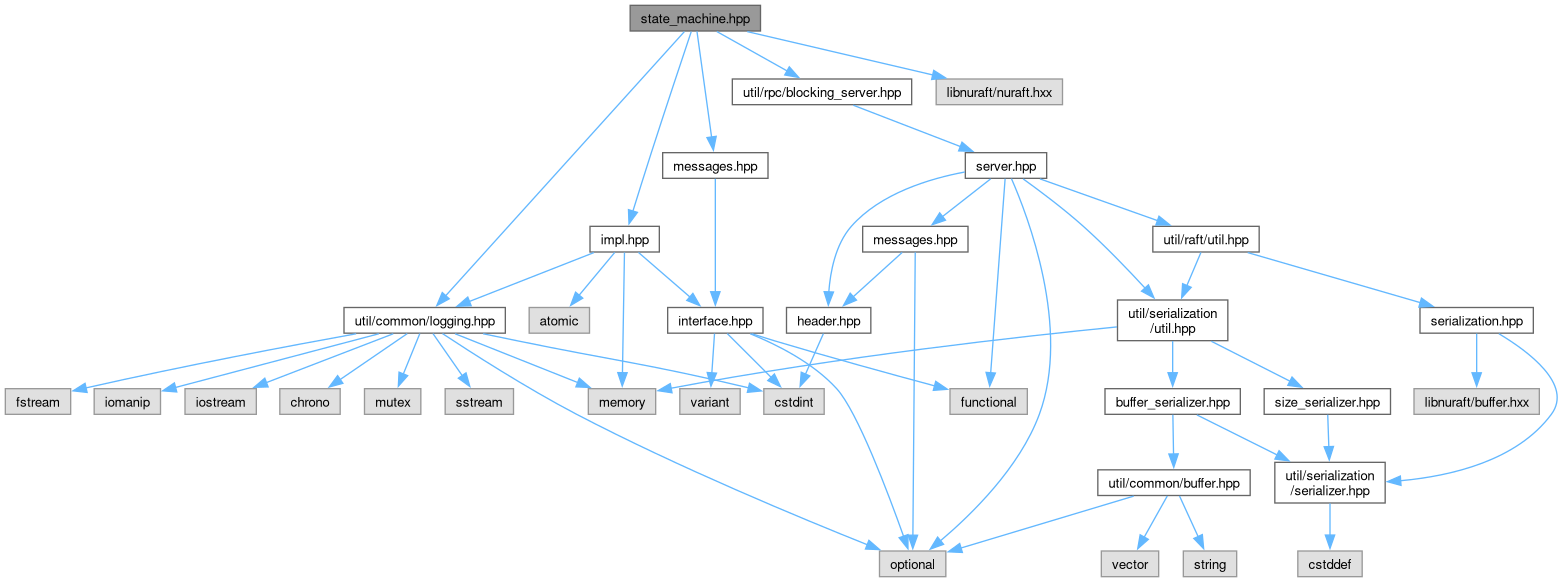 state_machine.hpp
util/rpc/blocking_server.hpp
libnuraft/nuraft.hxx
messages.hpp
server.hpp
impl.hpp
messages.hpp
util/raft/util.hpp
util/common/logging.hpp
atomic
interface.hpp
header.hpp
util/serialization
/util.hpp
serialization.hpp
fstream
iomanip
iostream
chrono
mutex
sstream
memory
variant
cstdint
functional
buffer_serializer.hpp
size_serializer.hpp
libnuraft/buffer.hxx
util/common/buffer.hpp
util/serialization
/serializer.hpp
optional
vector
string
cstddef